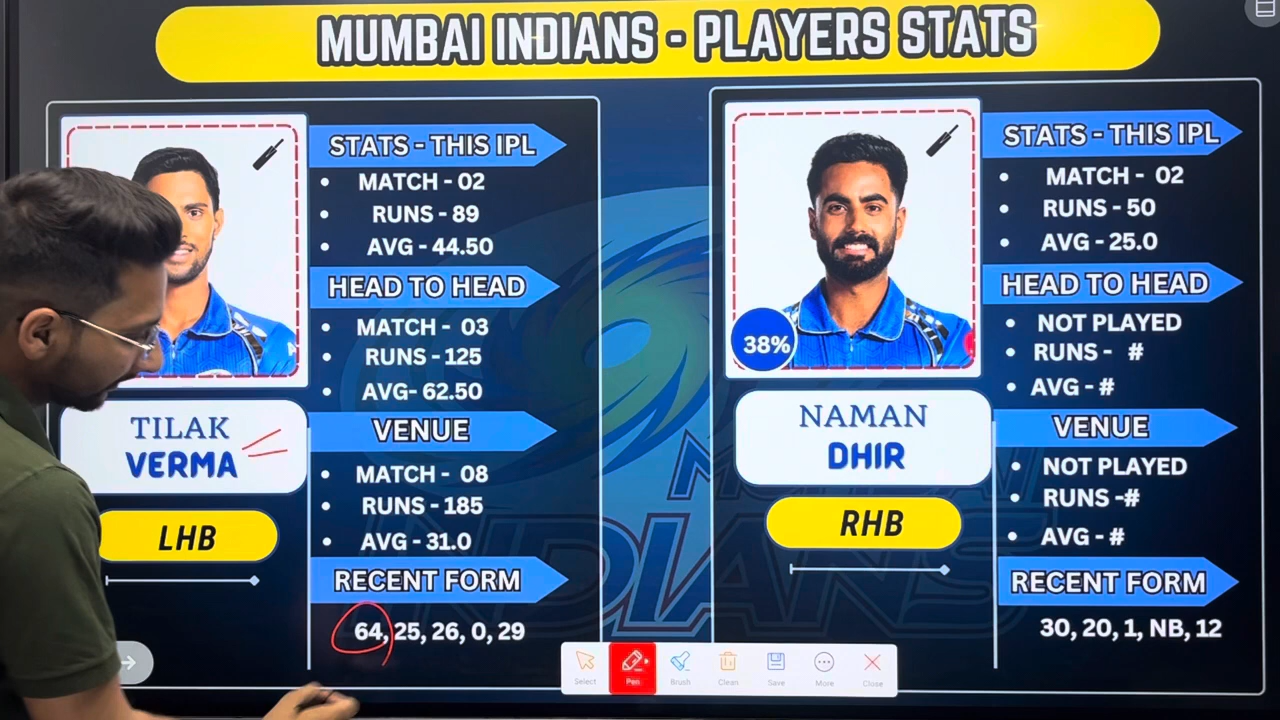 MUMBAI INDIANS - PLAYERS STATS
STATS - THIS IPL
• MATCH - 02
• RUNS - 89
• AVG - 44.50
HEAD TO HEAD
• MATCH - 03
• RUNS - 125
• AVG- 62.50
TILAK
VERMA
LHB
VENUE
• MATCH - 08
• RUNS - 185
• AVG - 31.0
RECENT FORM
64, 25, 26, 0, 29
STATS - THIS IPL
• MATCH - 02
• RUNS - 50
• AVG - 25.0
38%
HEAD TO HEAD
• NOT PLAYED
• RUNS - #
• AVG - #
NAMAN
DHIR
RHB
VENUE
• NOT PLAYED
• RUNS -#
• AVG - #
RECENT FORM
30, 20, 1, NB, 12
MUMBAI
INDIANS
Select
Pen
Brush
Clean
Save
More
Close